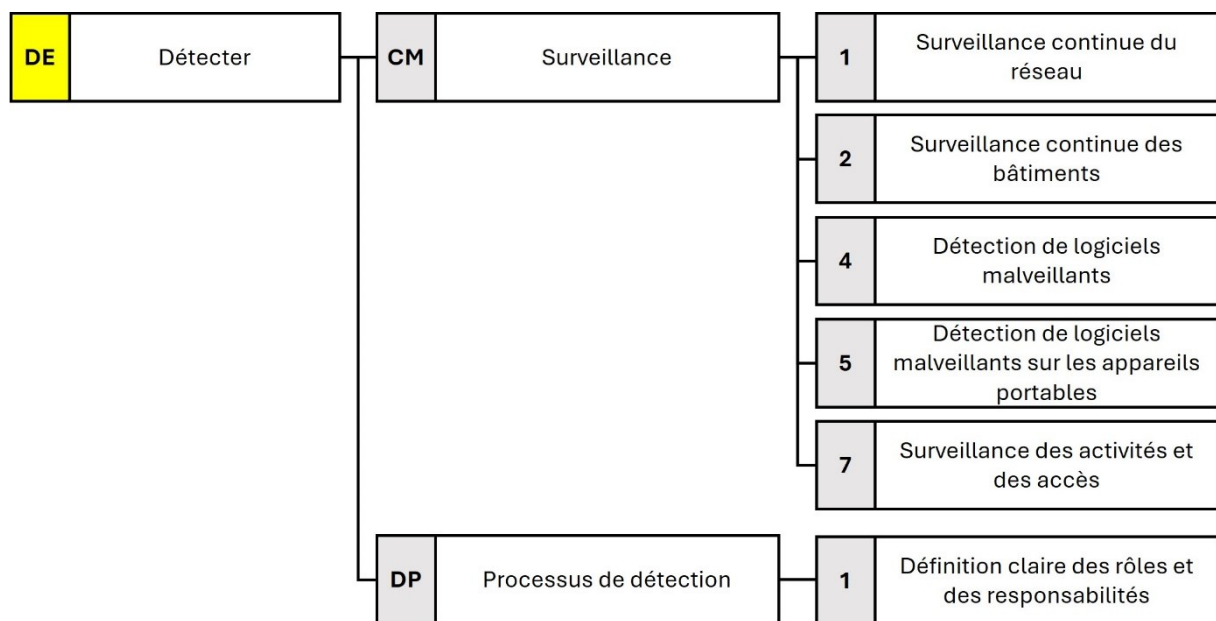 DE
Détecter
CM
Surveillance
1
Surveillance continue du
réseau
2
Surveillance continue des
bâtiments
4
Détection de logiciels
malveillants
5
Détection de logiciels
malveillants sur les appareils
portables
7
Surveillance des activités et
des accès
DP
Processus de détection
1
Définition claire des rôles et
des responsabilités